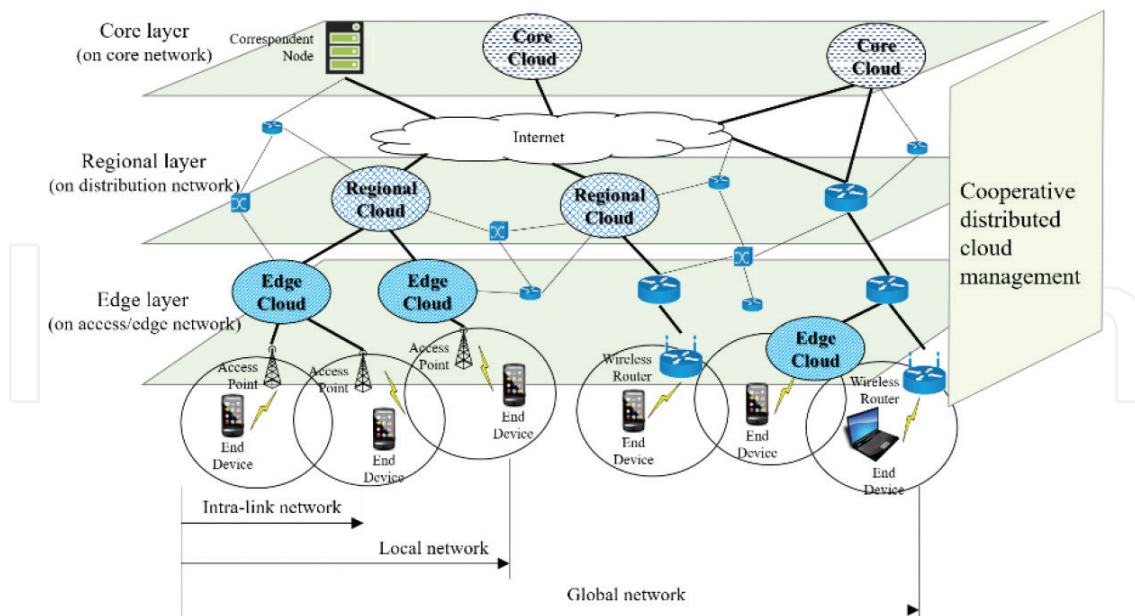 Core layer
(on core network)
Correspondent
Node
Core
Cloud
Core
Cloud
Internet
Regional layer
(on distribution network)
Regional
Cloud
Regional
Cloud
Cooperative
distributed
cloud
management
Edge layer
(on access/edge network)
Edge
Cloud
Edge
Cloud
Edge
Cloud
Access
Point
Access
Point
Access
Point
Wireless
Router
Wireless
Router
End
Device
End
Device
End
Device
End
Device
End
Device
End
Device
Intra-link network
Local network
Global network